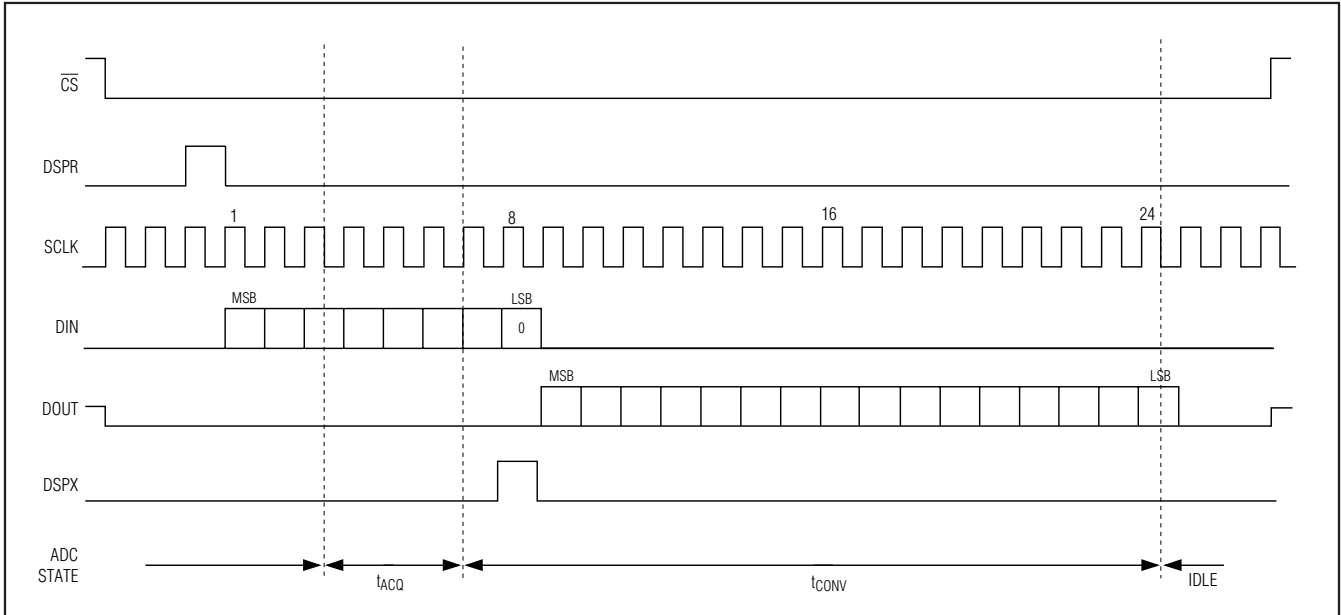 C̅S̅
DSPR
1 8 16 24
SCLK
MSB LSB
DIN 0
MSB LSB
DOUT
DSPX
ADC
STATE
tACQ tCONV IDLE